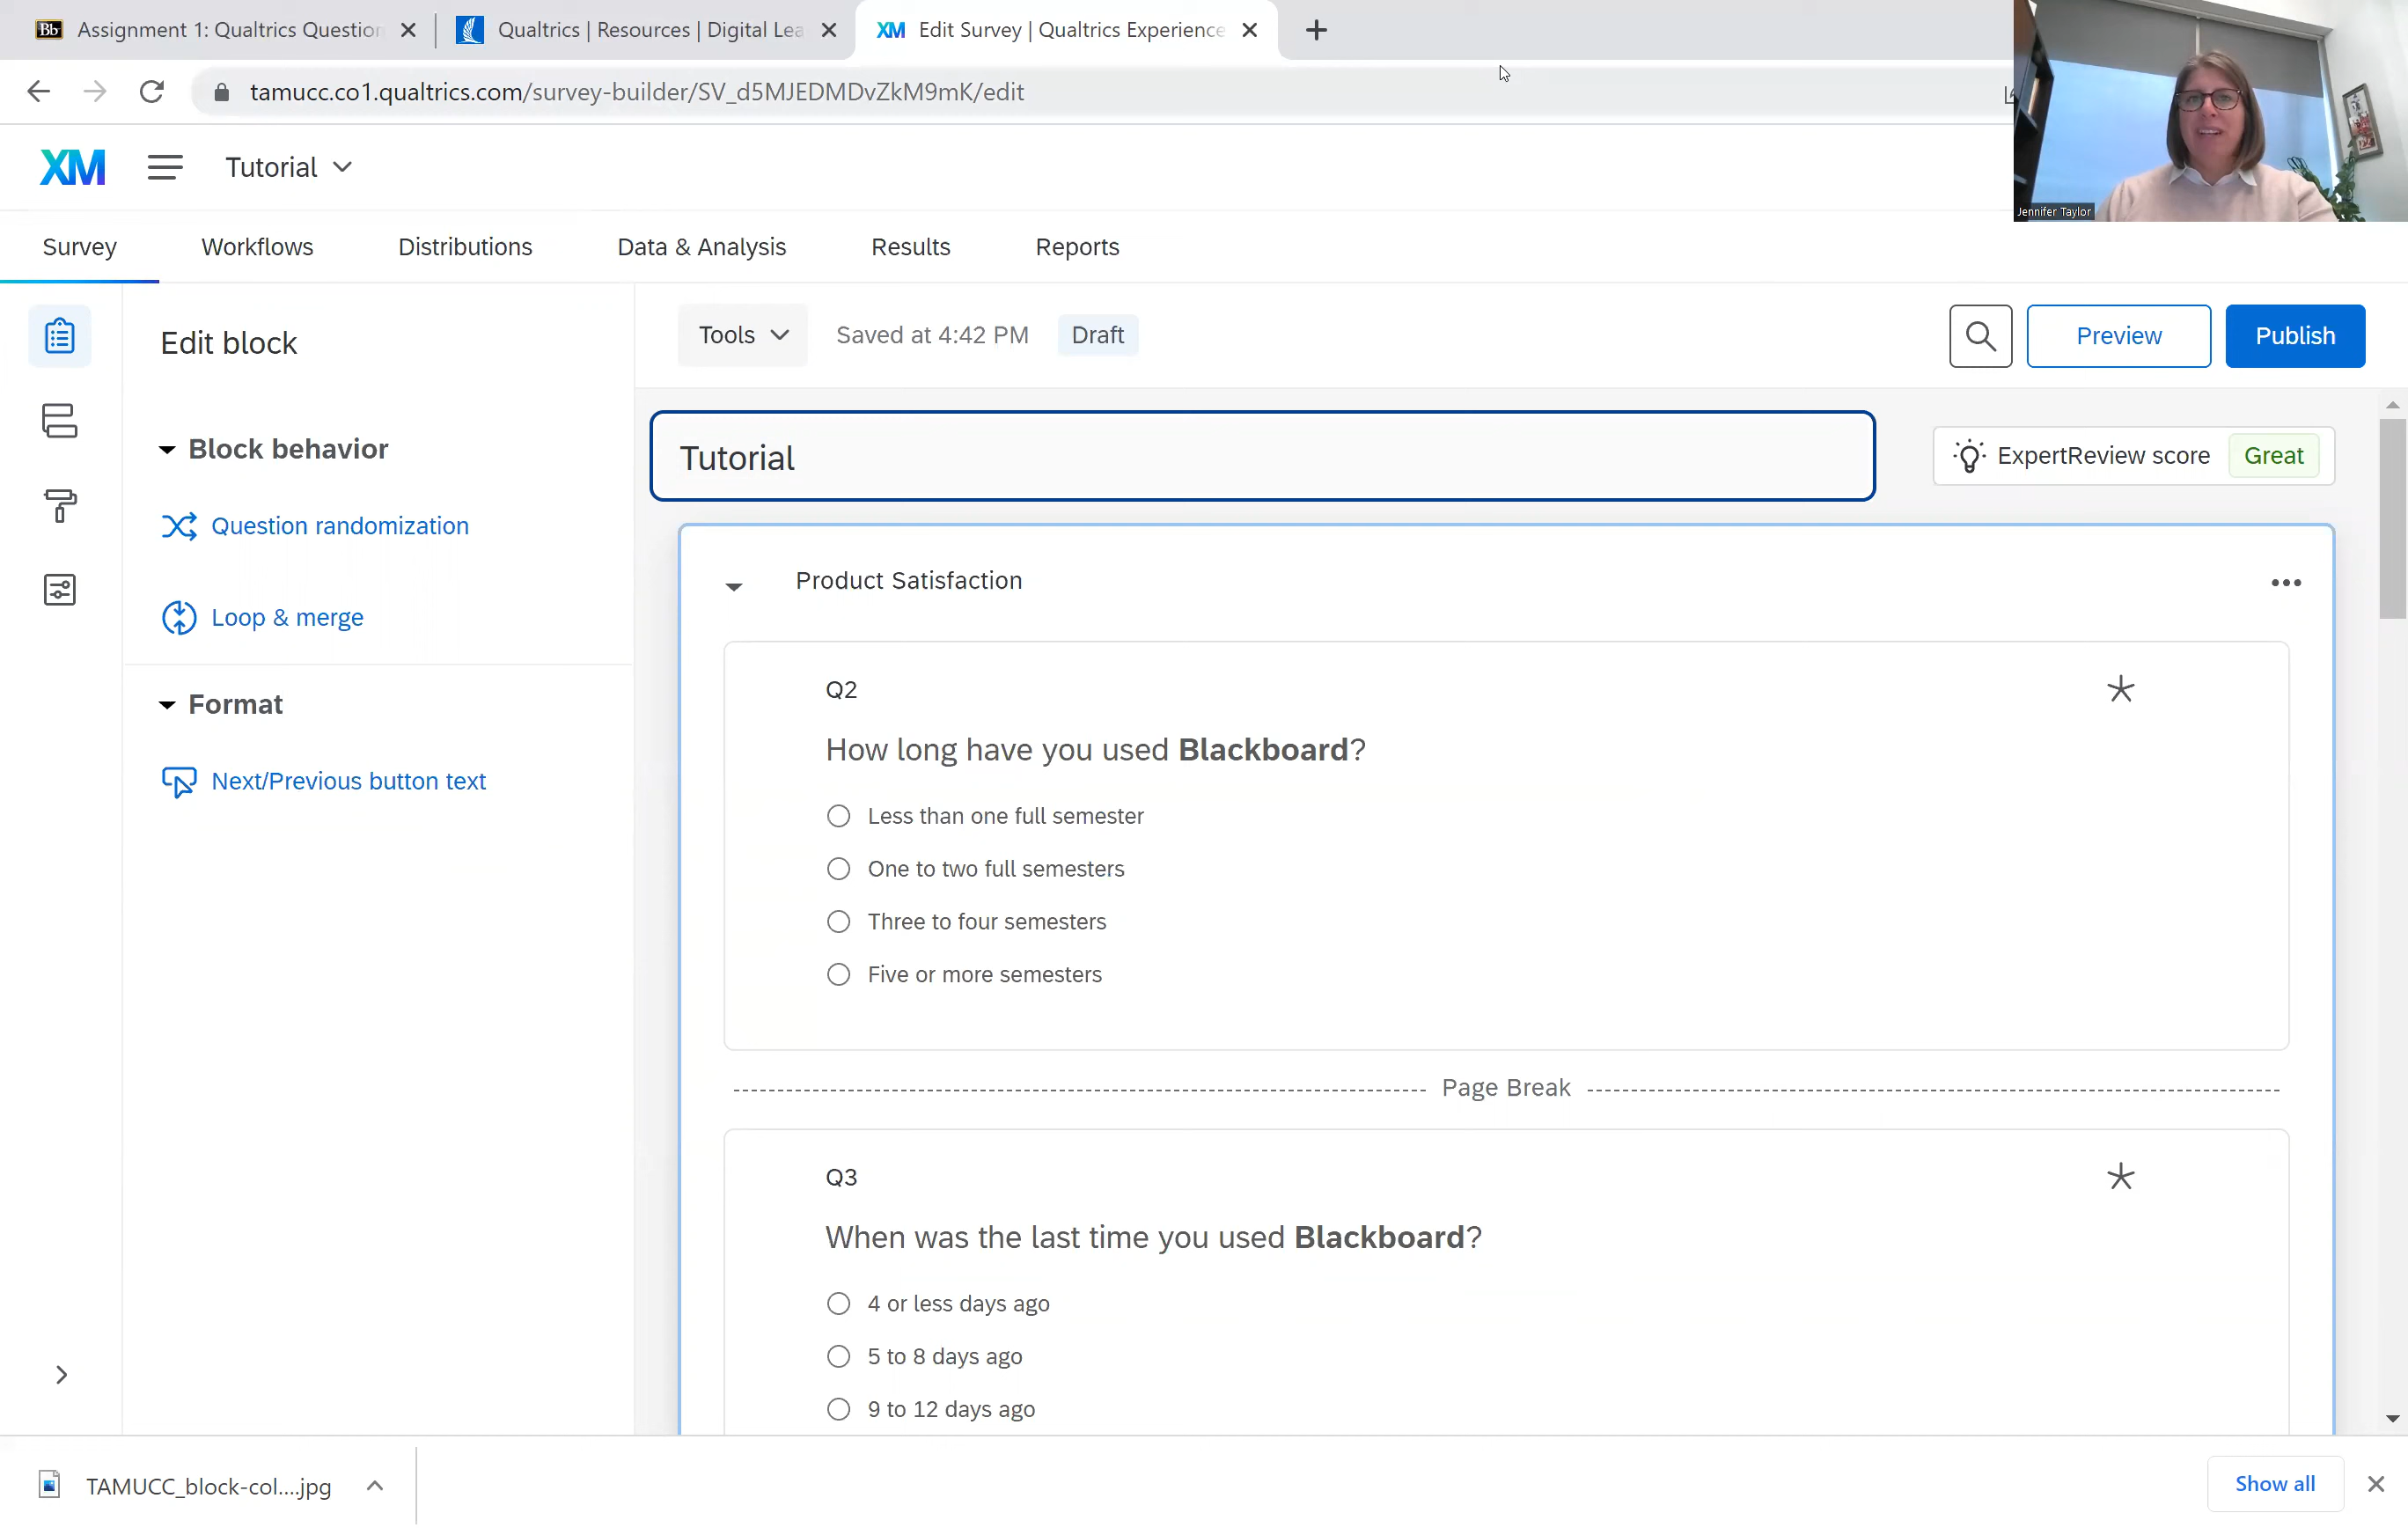 Bb Assignment 1: Qualtrics Question
Qualtrics | Resources | Digital Lea
XM Edit Survey | Qualtrics Experience
tamucc.co1.qualtrics.com/survey-builder/SV_d5MJEDMDvZkM9mK/edit
Jennifer Taylor
XM Tutorial
Survey Workflows Distributions Data & Analysis Results Reports
Edit block
Block behavior
Question randomization
Loop & merge
Format
Next/Previous button text
Tools Saved at 4:42 PM Draft Preview Publish
Tutorial
ExpertReview score Great
Product Satisfaction
Q2
How long have you used Blackboard?
Less than one full semester
One to two full semesters
Three to four semesters
Five or more semesters
Page Break
Q3
When was the last time you used Blackboard?
4 or less days ago
5 to 8 days ago
9 to 12 days ago
TAMUCC_block-col....jpg
Show all